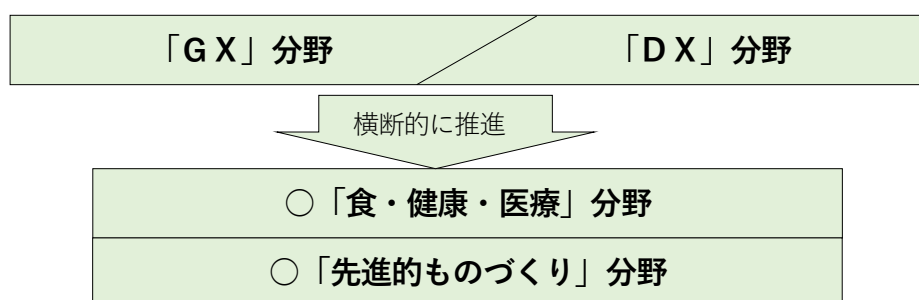 「ＧＸ」分野
「ＤＸ」分野
横断的に推進
○「食・健康・医療」分野
○「先進的ものづくり」分野